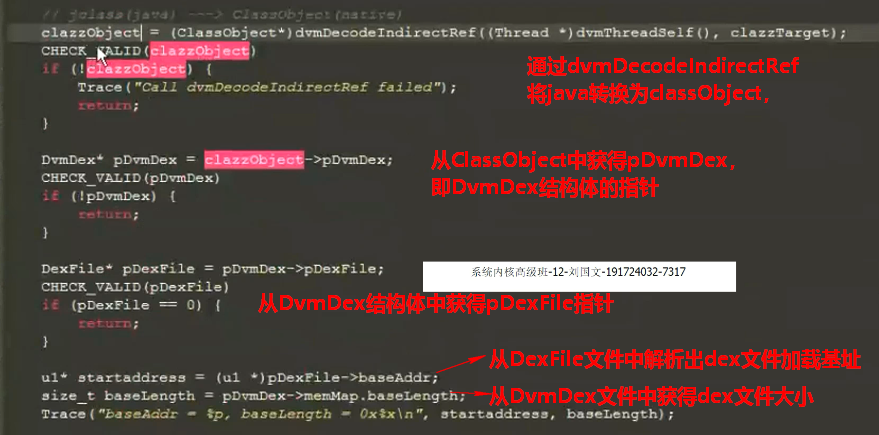 // jclass(java) ---> ClassObject(native)
clazzObject = (ClassObject*)dvmDecodeIndirectRef((Thread *)dvmThreadSelf(), clazzTarget);
CHECK_VALID(clazzObject)
if (!clazzObject) {
Trace("Call dvmDecodeIndirectRef failed");
return;
}
通过dvmDecodeIndirectRef
将java转换为classObject，
DvmDex* pDvmDex = clazzObject->pDvmDex;
CHECK_VALID(pDvmDex)
if (!pDvmDex) {
return;
}
从ClassObject中获得pDvmDex，
即DvmDex结构体的指针
DexFile* pDexFile = pDvmDex->pDexFile;
CHECK_VALID(pDexFile)
if (pDexFile == 0) {
return;
}
系统内核高级班-12-刘国文-191724032-7317
从DvmDex结构体中获得pDexFile指针
从DexFile文件中解析出dex文件加载基址
u1* startaddress = (u1 *)pDexFile->baseAddr;
size_t baseLength = pDvmDex->memMap.baseLength;
从DvmDex文件中获得dex文件大小
Trace("baseAddr = %p, baseLength = 0x%x\n", startaddress, baseLength);